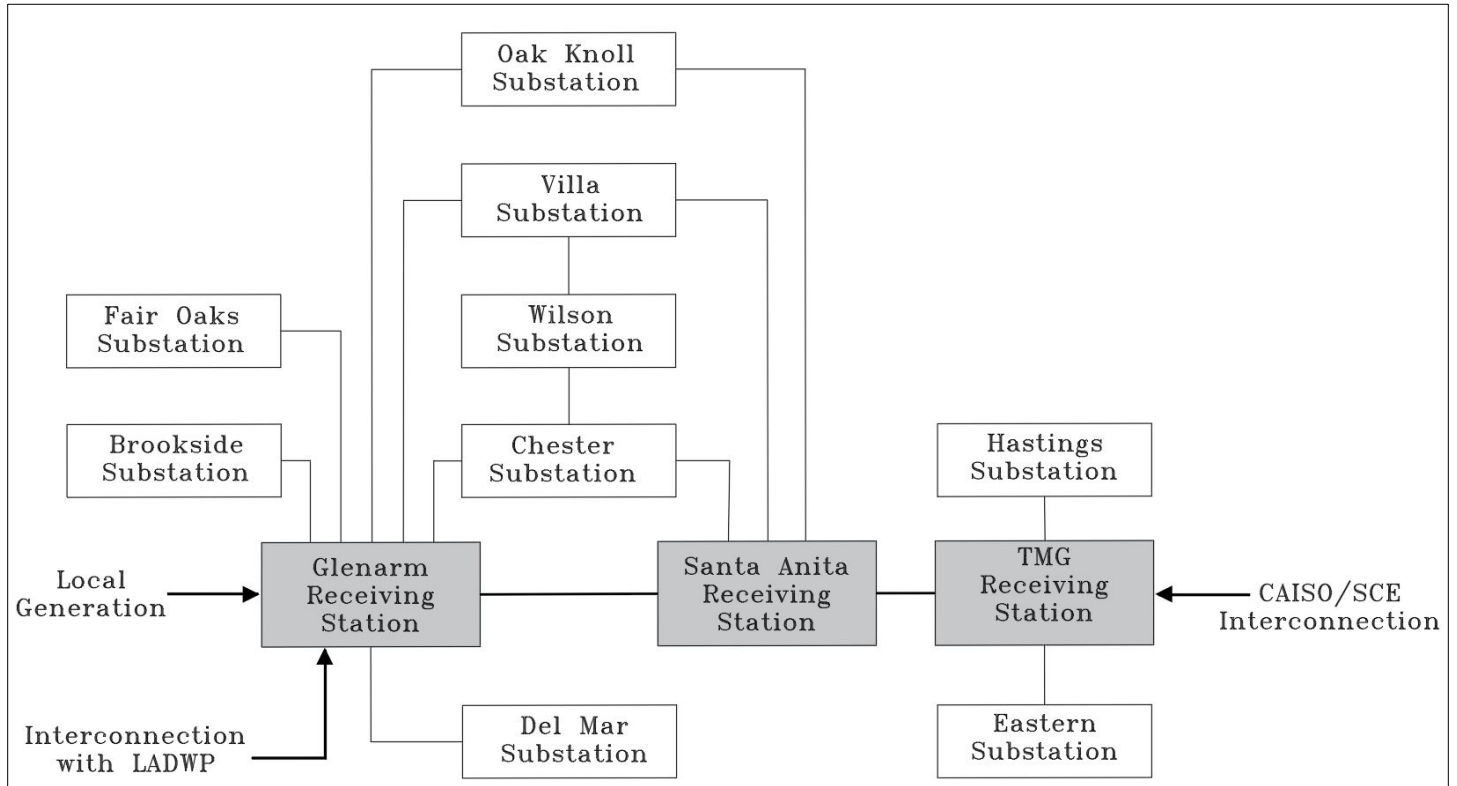 Oak Knoll
Substation
Villa
Substation
Fair Oaks
Substation
Wilson
Substation
Brookside
Substation
Chester
Substation
Hastings
Substation
Local
Generation
Glenarm
Receiving
Station
Santa Anita
Receiving
Station
TMG
Receiving
Station
CAISO/SCE
Interconnection
Interconnection
with LADWP
Del Mar
Substation
Eastern
Substation